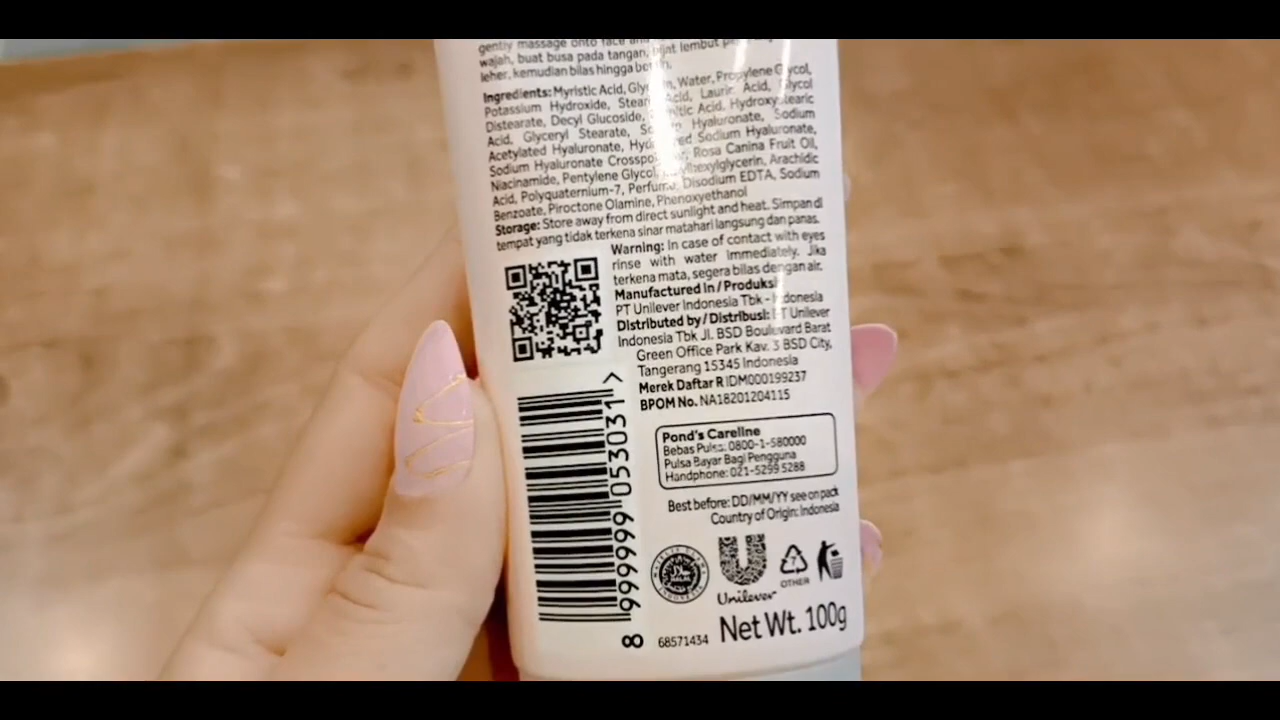 gently massage onto face and
wajah, buat busa pada tangan, pijat lembut
leher, kemudian bilas hingga
Ingredients: Myristic Acid, Water, Propylene Glycol,
Potassium Hydroxide, Acid, Lauric Acid, Glycol
Distearate, Decyl Glucoside, Acid, Hydroxystearic
Acid, Glyceryl Stearate, Hyaluronate, Sodium
Acetylated Hyaluronate, Sodium Hyaluronate,
Sodium Hyaluronate Rosa Canina Fruit Oil,
Niacinamide, Pentylene Glycol, Arachidic
Acid, Polyquaternium-7, Perfume, Disodium EDTA, Sodium
Benzoate, Piroctone Olamine, Phenoxyethanol
Storage: Store away from direct sunlight and heat. Simpan di
tempat yang tidak terkena sinar matahari langsung dan panas.
Warning: In case of contact with eyes
rinse with water immediately. Jika
terkena mata, segera bilas dengan air.
Manufactured in / Produksi
PT Unilever Indonesia Tbk - Indonesia
Distributed by / Distribusi: PT Unilever
Indonesia Tbk Jl. BSD Boulevard Barat
Green Office Park Kav. 3 BSD City,
Tangerang 15345 Indonesia
Merek Daftar R IDM000199237
BPOM No. NA18201204115
Pond's Careline
Bebas Pulsa: 0800-1-580000
Pulsa Bayar Bagi Pengguna
Handphone: 021-5299 5288
Best before: DD/MM/YY see on pack
Country of Origin: Indonesia
8 999999 053031 >
Unilever
7
OTHER
68571434 Net Wt. 100g